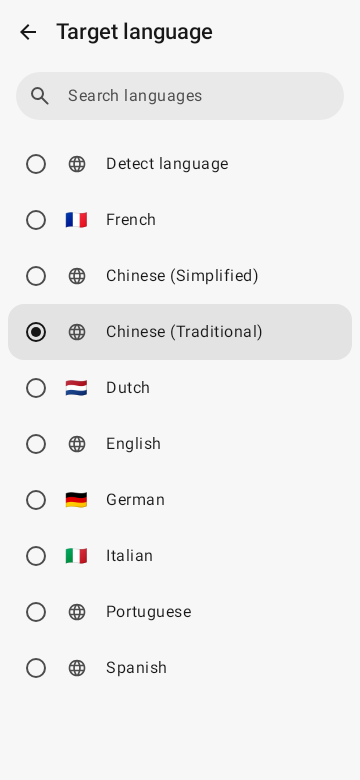 Target language
Search languages
Detect language
French
Chinese (Simplified)
Chinese (Traditional)
Dutch
English
German
Italian
Portuguese
Spanish